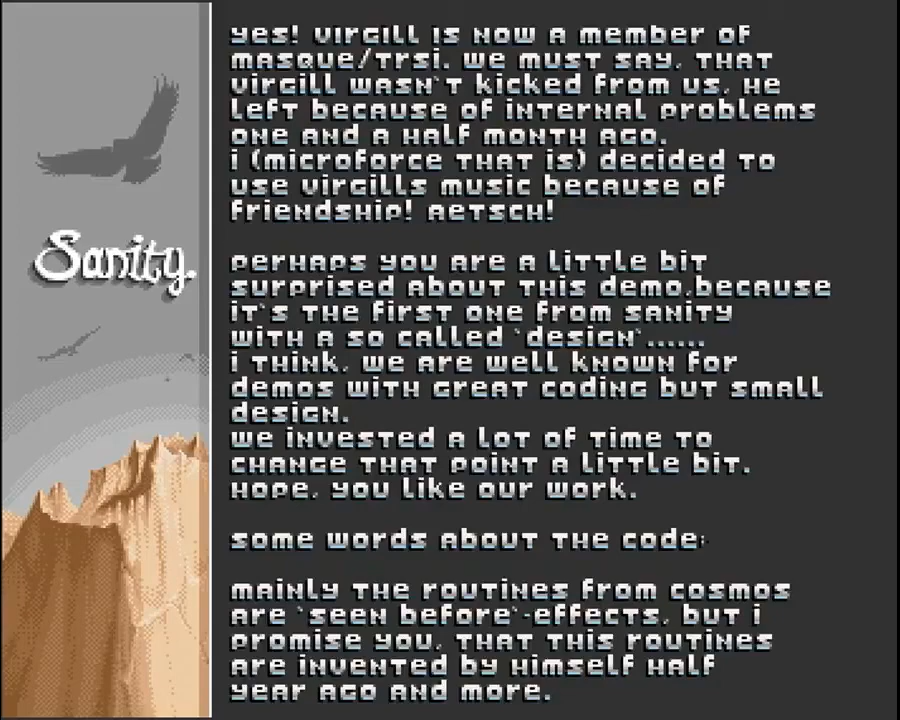 Sanity.
yes! virgill is now a member of
masque/trsi. we must say, that
virgill wasn`t kicked from us, he
left because of internal problems
one and a half month ago.
i (microforce that is) decided to
use virgills music because of
friendship! aetsch!
perhaps you are a little bit
surprised about this demo,because
it`s the first one from sanity
with a so called `design`......
i think, we are well known for
demos with great coding but small
design.
we invested a lot of time to
change that point a little bit.
hope, you like our work.
some words about the code:
mainly the routines from cosmos
are `seen before`-effects, but i
promise you, that this routines
are invented by himself half
year ago and more.